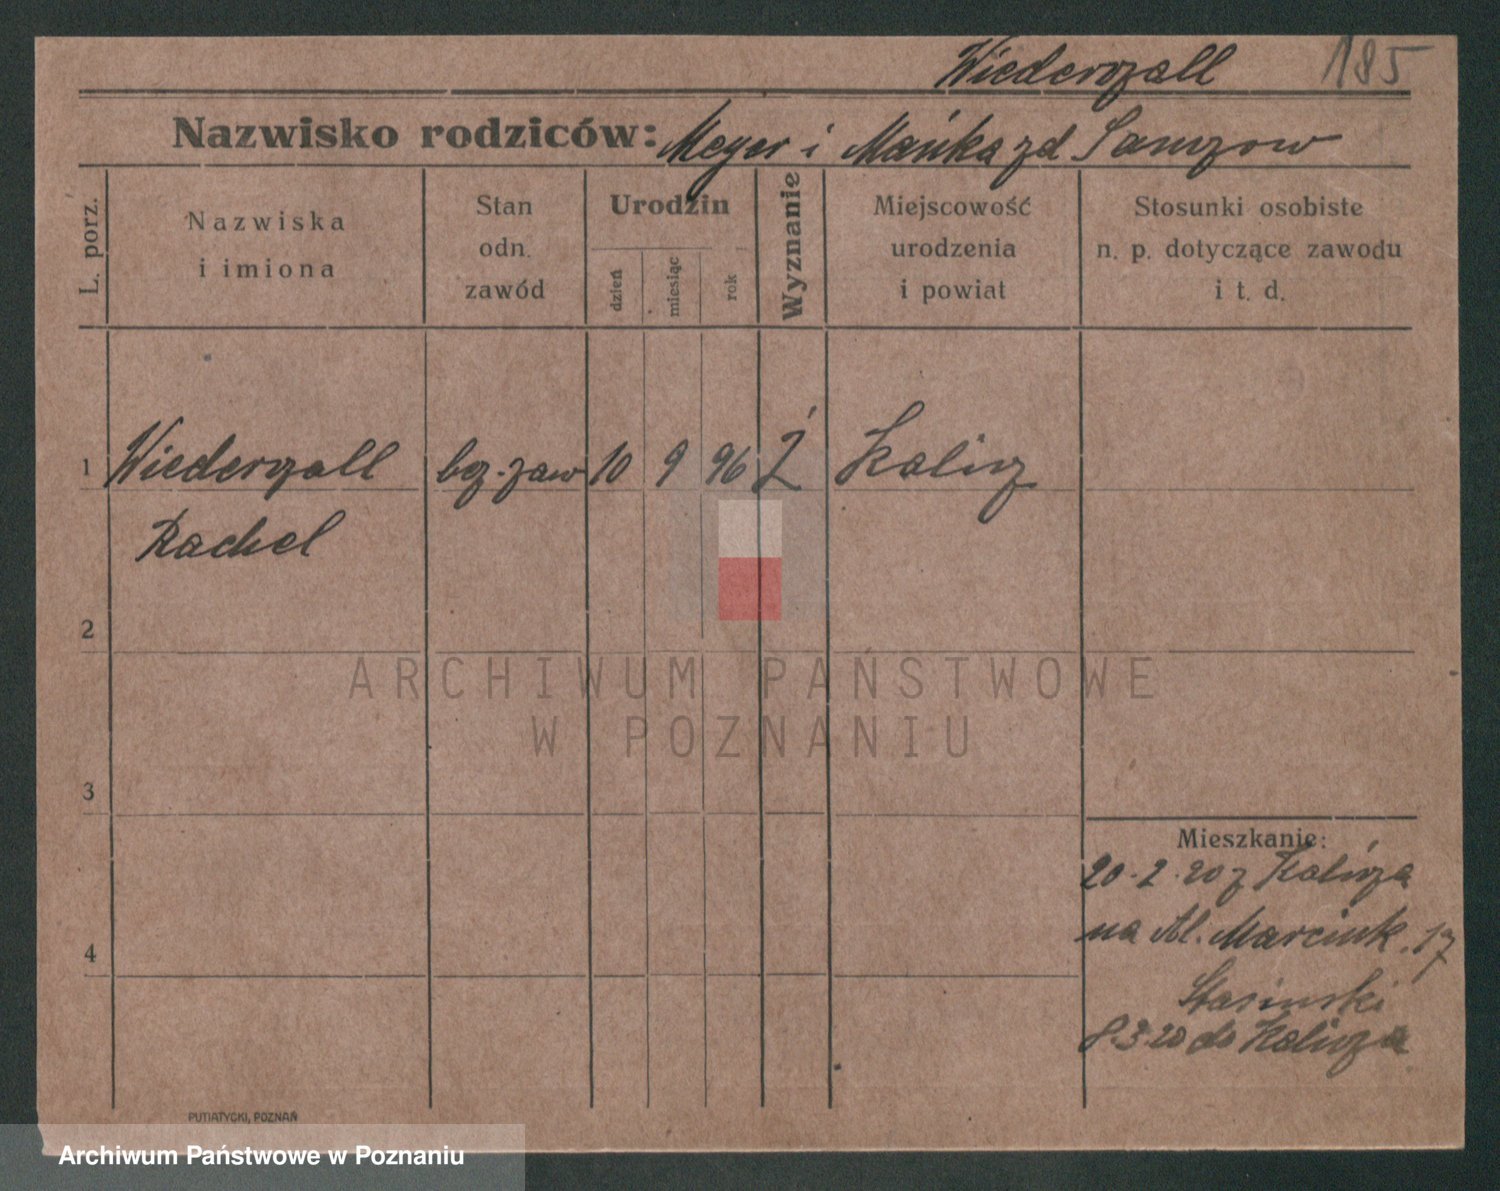 Wiederzall 185
Nazwisko rodziców: Meyer i Mańka zd Samzow
L. porz.
Nazwiska
i imiona
Stan
odn.
zawód
Urodzin
dzień
miesiąc
rok
Wyznanie
Miejscowość
urodzenia
i powiat
Stosunki osobiste
n. p. dotyczące zawodu
i t. d.
1 Wiederzall bez zaw 10 9 96 Ż Kalisz
Rachel
2
3
4
Mieszkanie:
20-2-20 z Kalisza
na Al. Marcink. 17
Stasinski
8.3.20 do Kalisza
PUTIATYCKI, POZNAŃ
ARCHIWUM PAŃSTWOWE
W POZNANIU
Archiwum Państwowe w Poznaniu